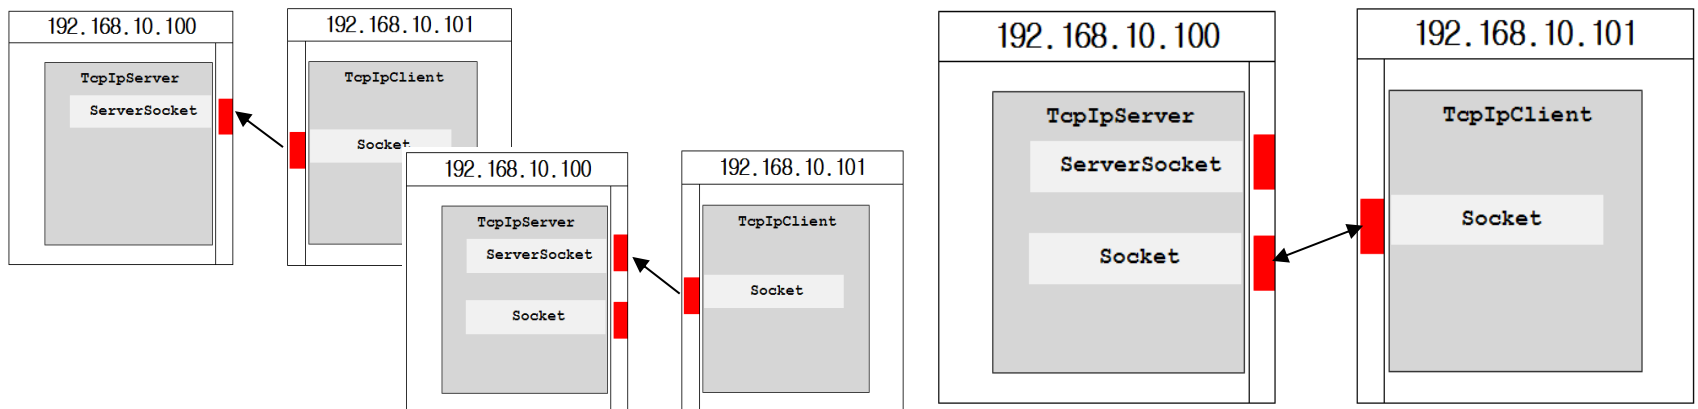 192.168.10.100
TcpIpServer
ServerSocket
192.168.10.101
TcpIpClient
Socket
192.168.10.100
TcpIpServer
ServerSocket
Socket
192.168.10.101
TcpIpClient
Socket
192.168.10.100
TcpIpServer
ServerSocket
Socket
192.168.10.101
TcpIpClient
Socket